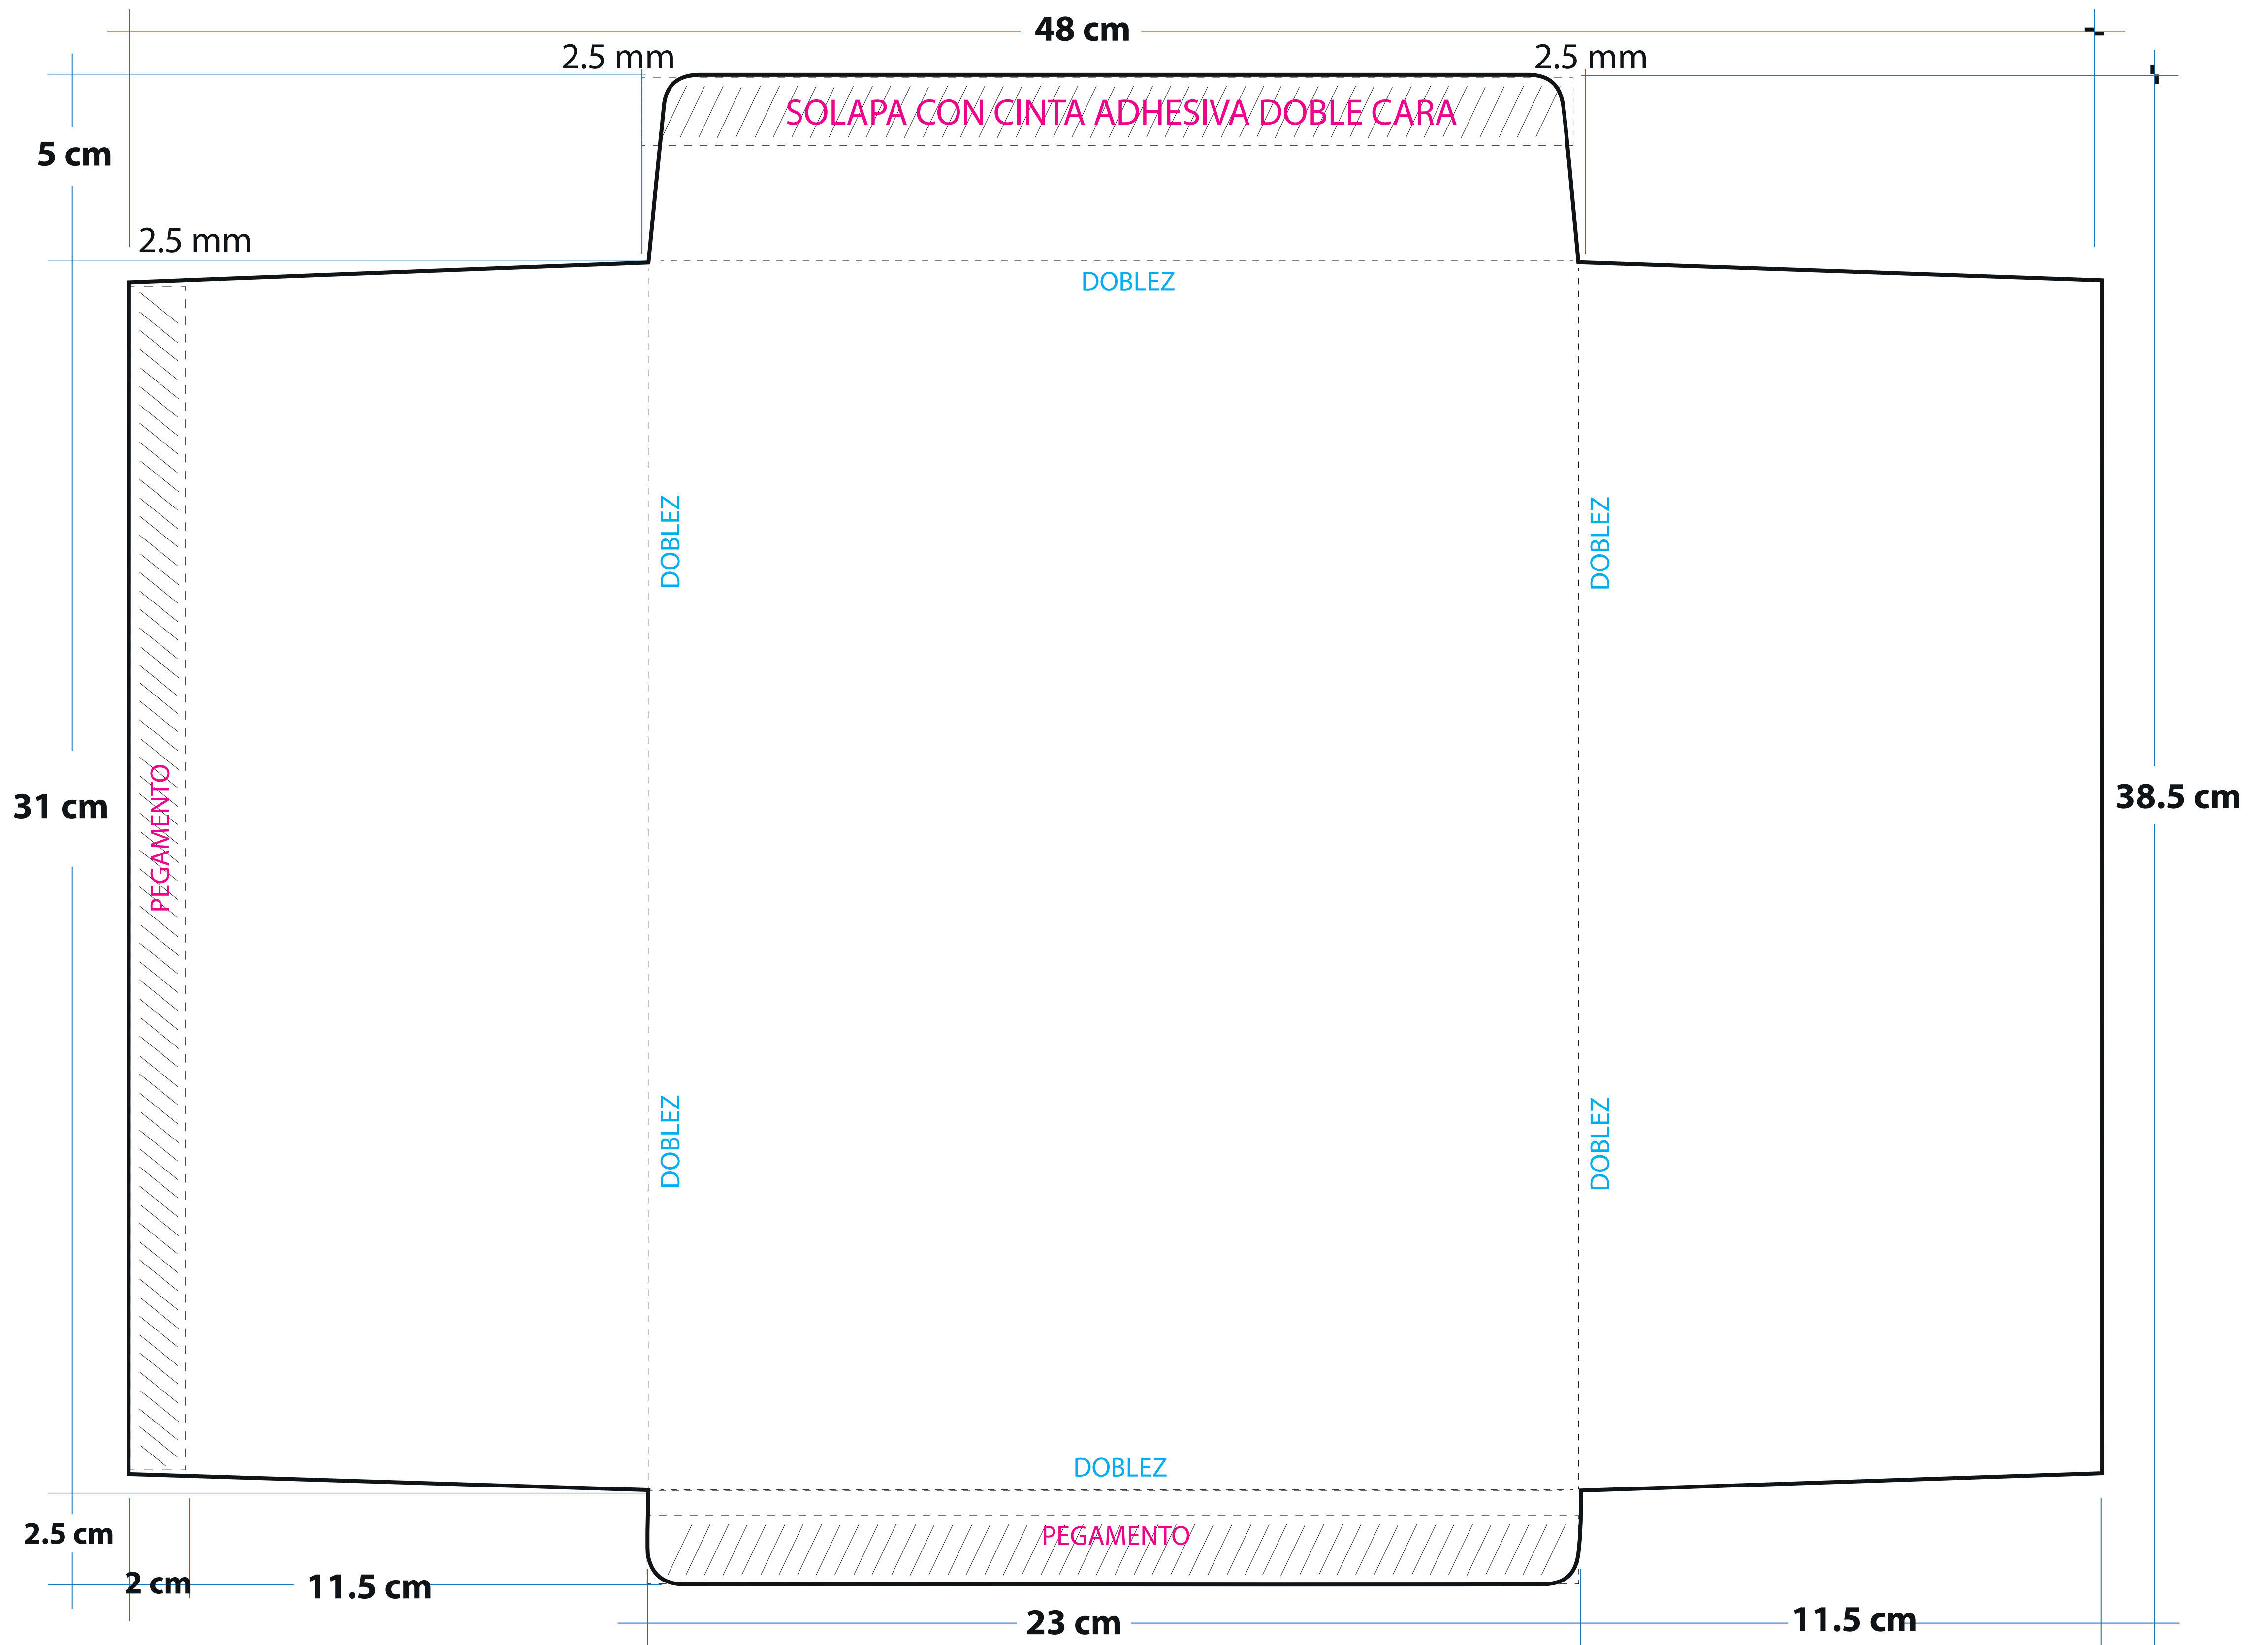 48 cm
2.5 mm
2.5 mm
SOLAPA CON CINTA ADHESIVA DOBLE CARA
5 cm
2.5 mm
DOBLEZ
DOBLEZ
DOBLEZ
PEGAMENTO
31 cm
38.5 cm
DOBLEZ
DOBLEZ
DOBLEZ
2.5 cm
PEGAMENTO
2 cm
11.5 cm
23 cm
11.5 cm